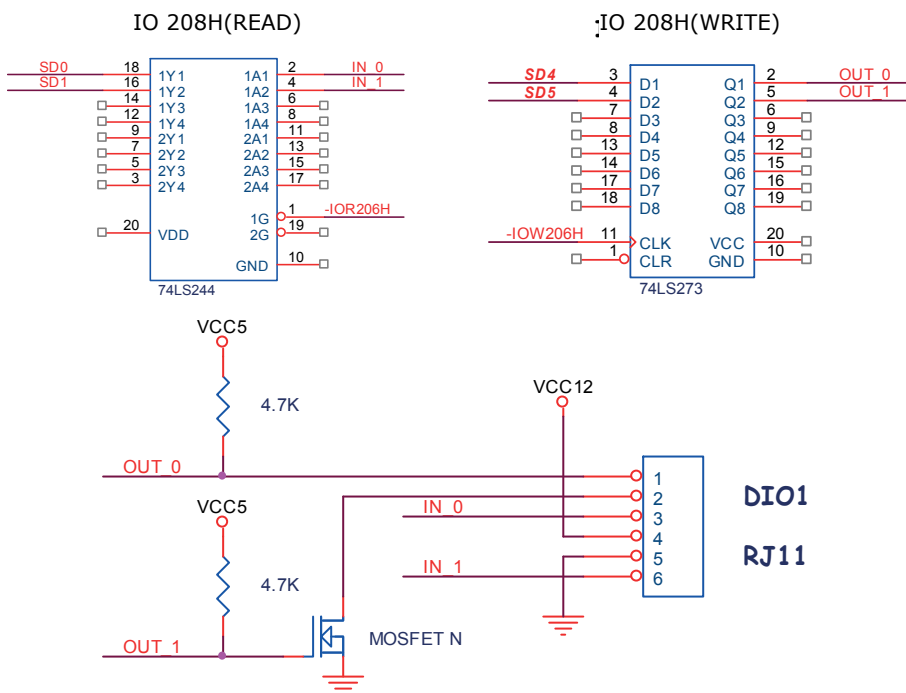 IO 208H(READ)
:IO 208H(WRITE)
SD0 18 1Y1 1A1 2 IN_0
SD1 16 1Y2 1A2 4 IN_1
14 1Y3 1A3 6
12 1Y4 1A4 8
9 2Y1 2A1 11
7 2Y2 2A2 13
5 2Y3 2A3 15
3 2Y4 2A4 17
1G 1 -IOR206H
20 VDD 2G 19
GND 10
74LS244
SD4 3 D1 Q1 2 OUT_0
SD5 4 D2 Q2 5 OUT_1
7 D3 Q3 6
8 D4 Q4 9
13 D5 Q5 12
14 D6 Q6 15
17 D7 Q7 16
18 D8 Q8 19
-IOW206H 11 CLK VCC 20
1 CLR GND 10
74LS273
VCC5
4.7K
OUT_0
VCC5
4.7K
OUT_1
MOSFET N
VCC12
IN_0
IN_1
1
2
3
4
5
6
DIO1
RJ11